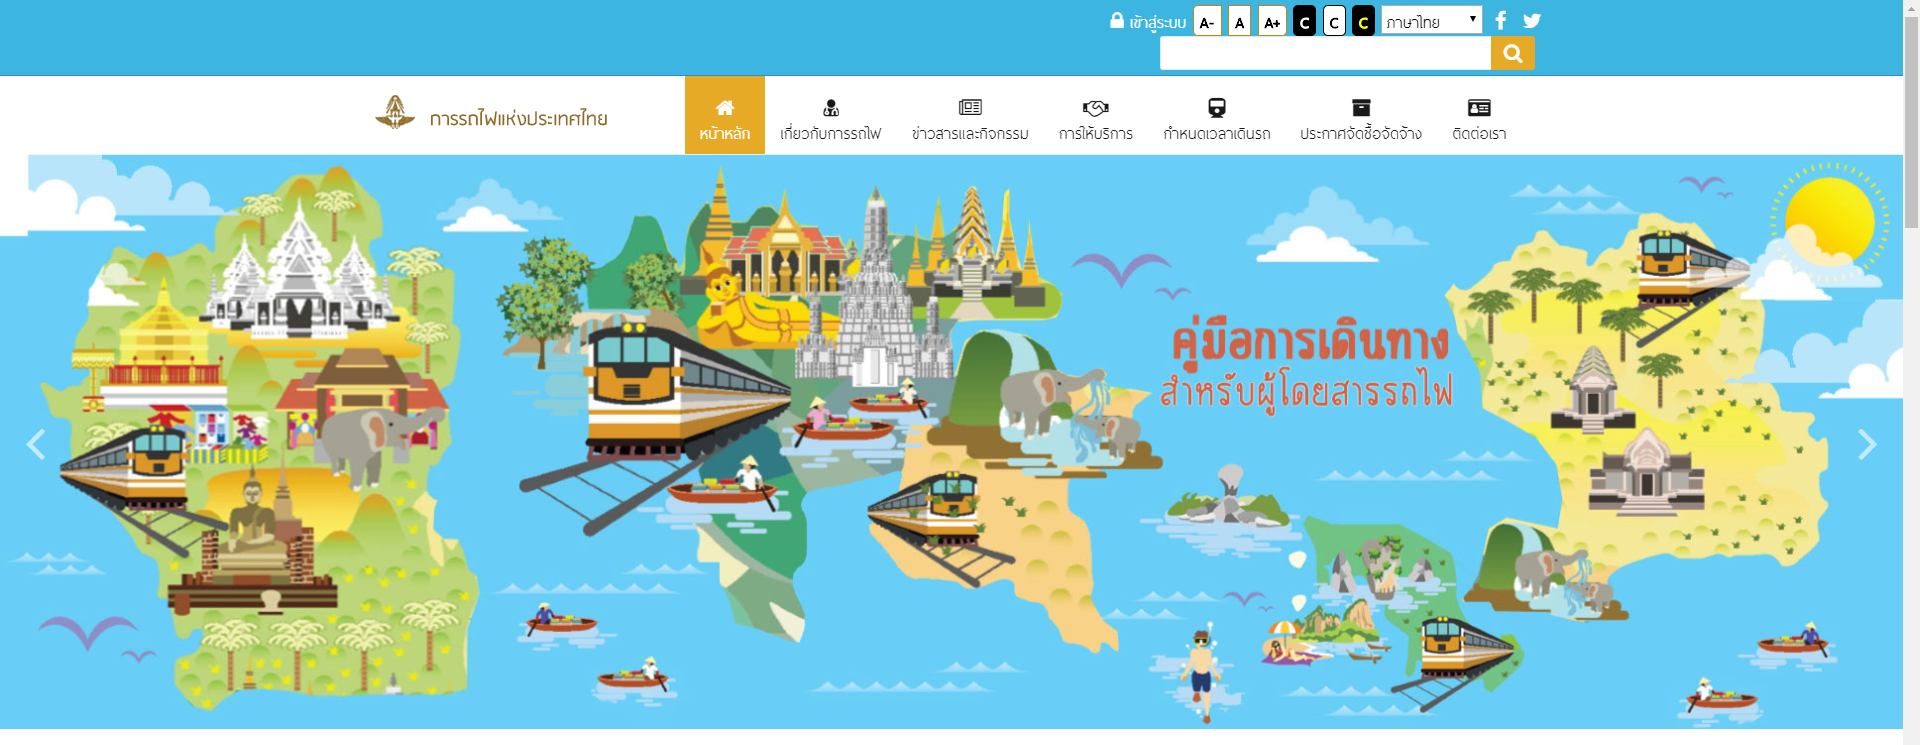 เข้าสู่ระบบ A- A A+ C C C ภาษาไทย
การรถไฟแห่งประเทศไทย
หน้าหลัก เกี่ยวกับการรถไฟ ข่าวสารและกิจกรรม การให้บริการ กำหนดเวลาเดินรถ ประกาศจัดซื้อจัดจ้าง ติดต่อเรา
คู่มือการเดินทาง
สำหรับผู้โดยสารรถไฟ